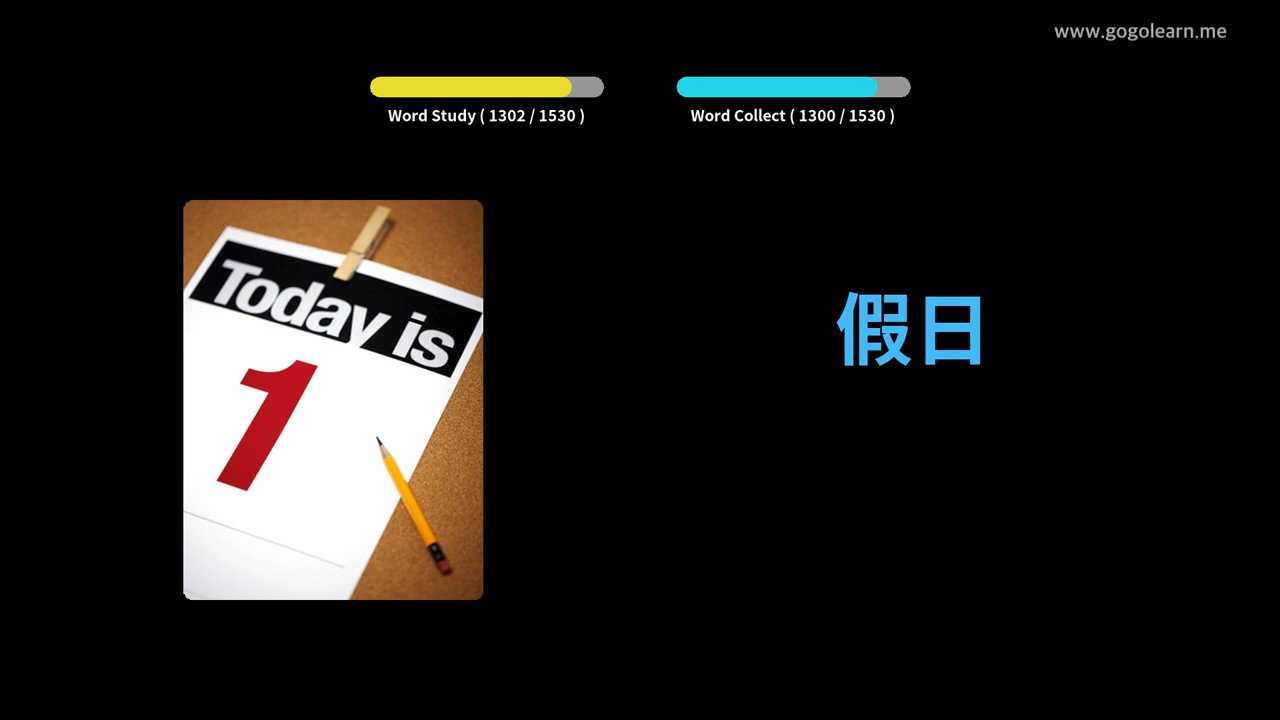 www.gogolearn.me
Word Study ( 1302 / 1530 )
Word Collect ( 1300 / 1530 )
Today is
1
假日